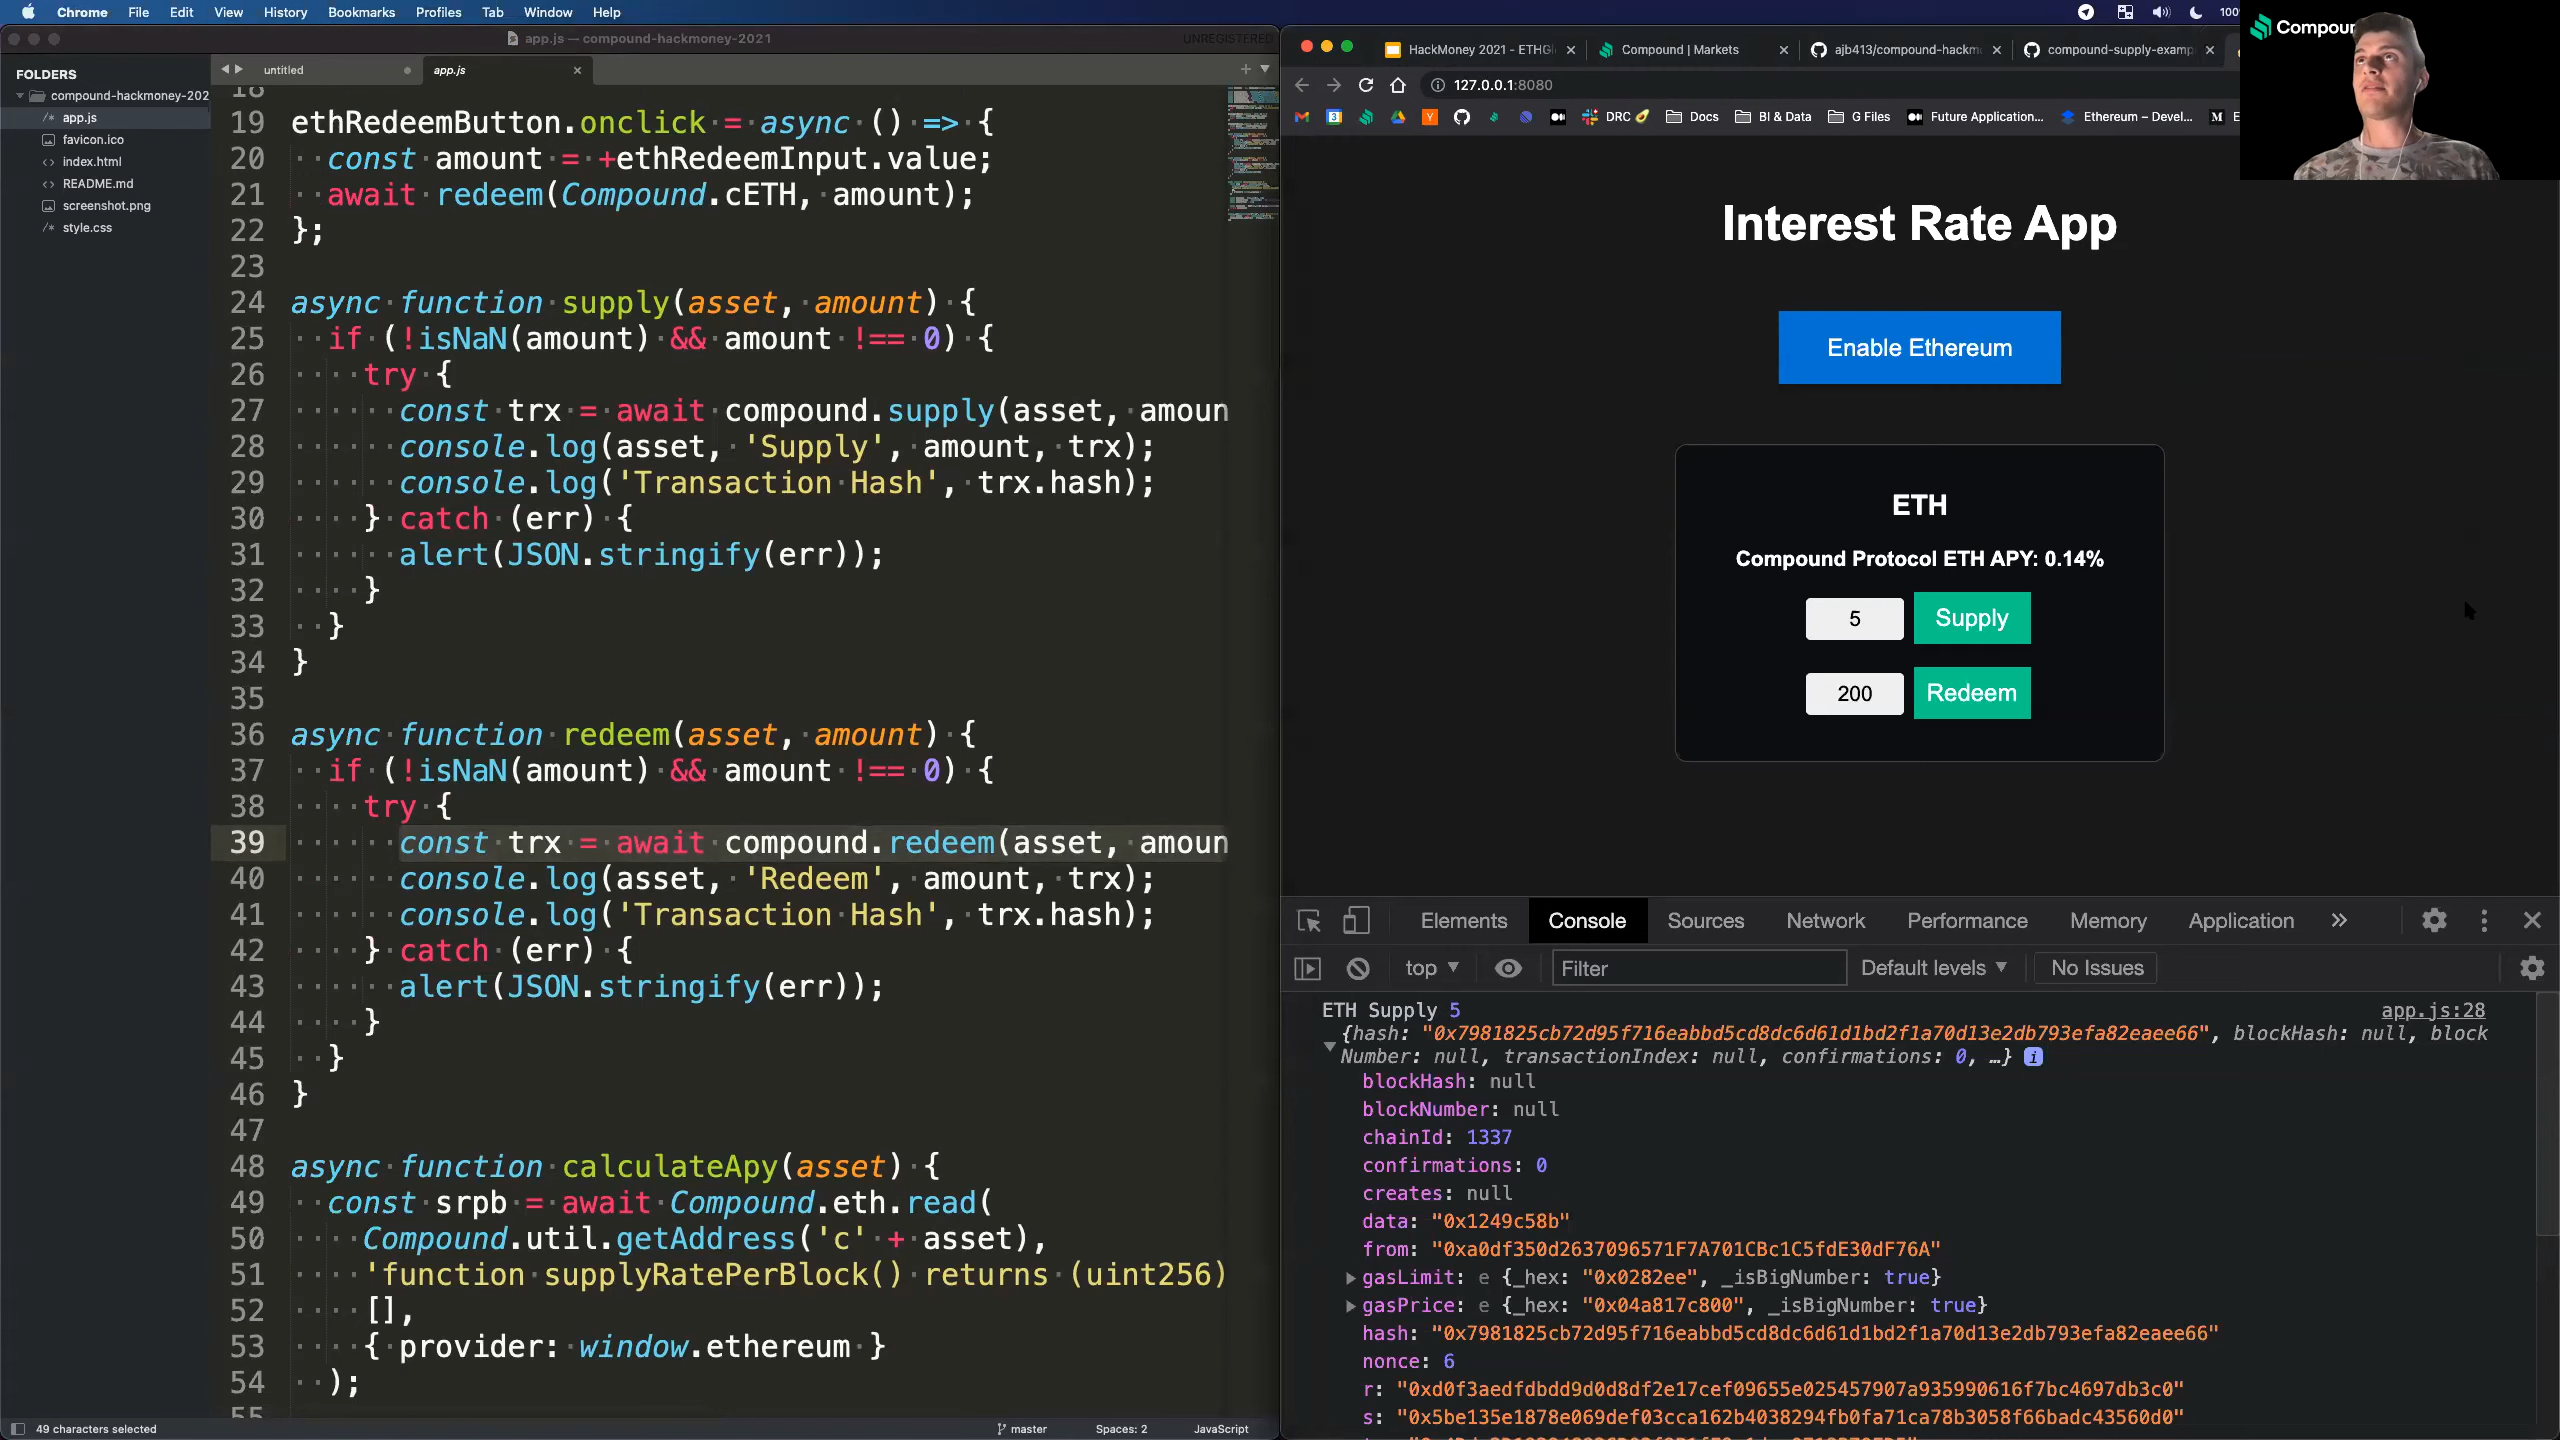 Chrome File Edit View History Bookmarks Profiles Tab Window Help
app.js — compound-hackmoney-2021
UNREGISTERED
FOLDERS
compound-hackmoney-202
app.js
favicon.ico
index.html
README.md
screenshot.png
style.css
untitled
app.js
18
19 ethRedeemButton.onclick = async () => {
20 const amount = +ethRedeemInput.value;
21 await redeem(Compound.cETH, amount);
22 };
23
24 async function supply(asset, amount) {
25 if (!isNaN(amount) && amount !== 0) {
26 try {
27 const trx = await compound.supply(asset, amoun
28 console.log(asset, 'Supply', amount, trx);
29 console.log('Transaction Hash', trx.hash);
30 } catch (err) {
31 alert(JSON.stringify(err));
32 }
33 }
34 }
35
36 async function redeem(asset, amount) {
37 if (!isNaN(amount) && amount !== 0) {
38 try {
39 const trx = await compound.redeem(asset, amoun
40 console.log(asset, 'Redeem', amount, trx);
41 console.log('Transaction Hash', trx.hash);
42 } catch (err) {
43 alert(JSON.stringify(err));
44 }
45 }
46 }
47
48 async function calculateApy(asset) {
49 const srpb = await Compound.eth.read(
50 Compound.util.getAddress('c' + asset),
51 'function supplyRatePerBlock() returns (uint256)
52 [],
53 { provider: window.ethereum }
54 );
55
49 characters selected
master
Spaces: 2
JavaScript
100
Compoun
HackMoney 2021 - ETHGl
Compound | Markets
ajb413/compound-hackm
compound-supply-examp
127.0.0.1:8080
DRC
Docs
BI & Data
G Files
Future Application...
Ethereum – Devel...
Interest Rate App
Enable Ethereum
ETH
Compound Protocol ETH APY: 0.14%
5 Supply
200 Redeem
Elements Console Sources Network Performance Memory Application
top Filter Default levels No Issues
ETH Supply 5 app.js:28
{hash: "0x7981825cb72d95f716eabbd5cd8dc6d61d1bd2f1a70d13e2db793efa82eaee66", blockHash: null, block
Number: null, transactionIndex: null, confirmations: 0, …}
blockHash: null
blockNumber: null
chainId: 1337
confirmations: 0
creates: null
data: "0x1249c58b"
from: "0xa0df350d2637096571F7A701CBc1C5fdE30dF76A"
gasLimit: e {_hex: "0x0282ee", _isBigNumber: true}
gasPrice: e {_hex: "0x04a817c800", _isBigNumber: true}
hash: "0x7981825cb72d95f716eabbd5cd8dc6d61d1bd2f1a70d13e2db793efa82eaee66"
nonce: 6
r: "0xd0f3aedfdbdd9d0d8df2e17cef09655e025457907a935990616f7bc4697db3c0"
s: "0x5be135e1878e069def03cca162b4038294fb0fa71ca78b3058f66badc43560d0"